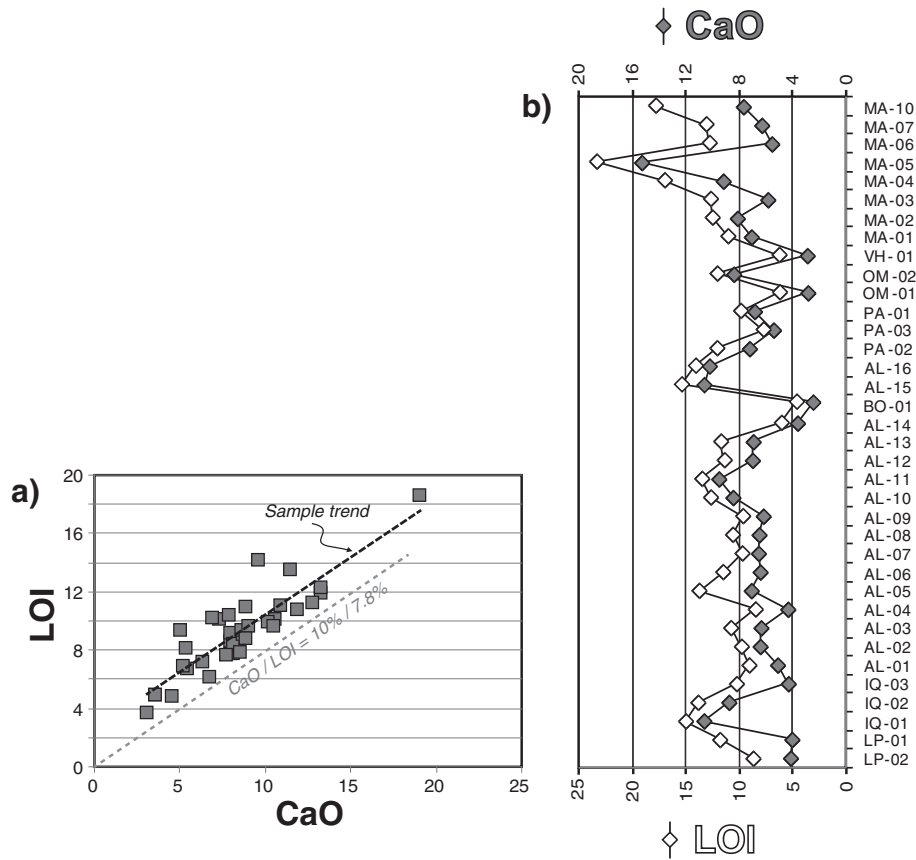 a)
20
16
12
8
4
0
LOI
Sample trend
CaO / LOI = 10% / 7.8%
0 5 10 15 20 25
CaO
b)
CaO
20 16 12 8 4 0
MA-10
MA-07
MA-06
MA-05
MA-04
MA-03
MA-02
MA-01
VH-01
OM-02
OM-01
PA-01
PA-03
PA-02
AL-16
AL-15
BO-01
AL-14
AL-13
AL-12
AL-11
AL-10
AL-09
AL-08
AL-07
AL-06
AL-05
AL-04
AL-03
AL-02
AL-01
IQ-03
IQ-02
IQ-01
LP-01
LP-02
25 20 15 10 5 0
LOI